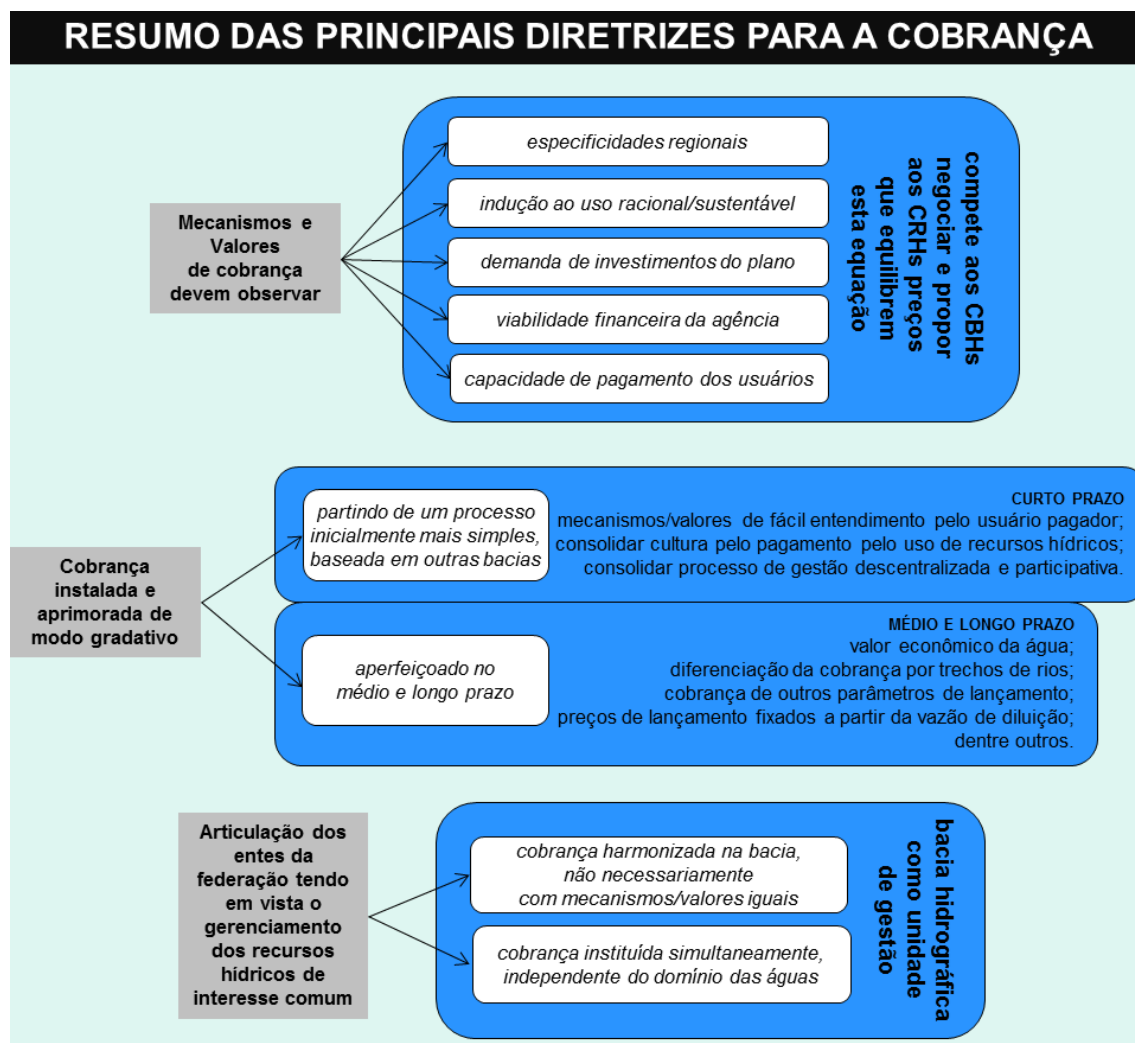 RESUMO DAS PRINCIPAIS DIRETRIZES PARA A COBRANÇA
Mecanismos e
Valores
de cobrança
devem observar
especificidades regionais
indução ao uso racional/sustentável
demanda de investimentos do plano
viabilidade financeira da agência
capacidade de pagamento dos usuários
compete aos CBHs
negociar e propor
aos CRHs preços
que equilibrem
esta equação
Cobrança
instalada e
aprimorada de
modo gradativo
partindo de um processo
inicialmente mais simples,
baseada em outras bacias
CURTO PRAZO
mecanismos/valores de fácil entendimento pelo usuário pagador;
consolidar cultura pelo pagamento pelo uso de recursos hídricos;
consolidar processo de gestão descentralizada e participativa.
aperfeiçoado no
médio e longo prazo
MÉDIO E LONGO PRAZO
valor econômico da água;
diferenciação da cobrança por trechos de rios;
cobrança de outros parâmetros de lançamento;
preços de lançamento fixados a partir da vazão de diluição;
dentre outros.
Articulação dos
entes da
federação tendo
em vista o
gerenciamento
dos recursos
hídricos de
interesse comum
cobrança harmonizada na bacia,
não necessariamente
com mecanismos/valores iguais
cobrança instituída simultaneamente,
independente do domínio das águas
bacia hidrográfica
como unidade
de gestão